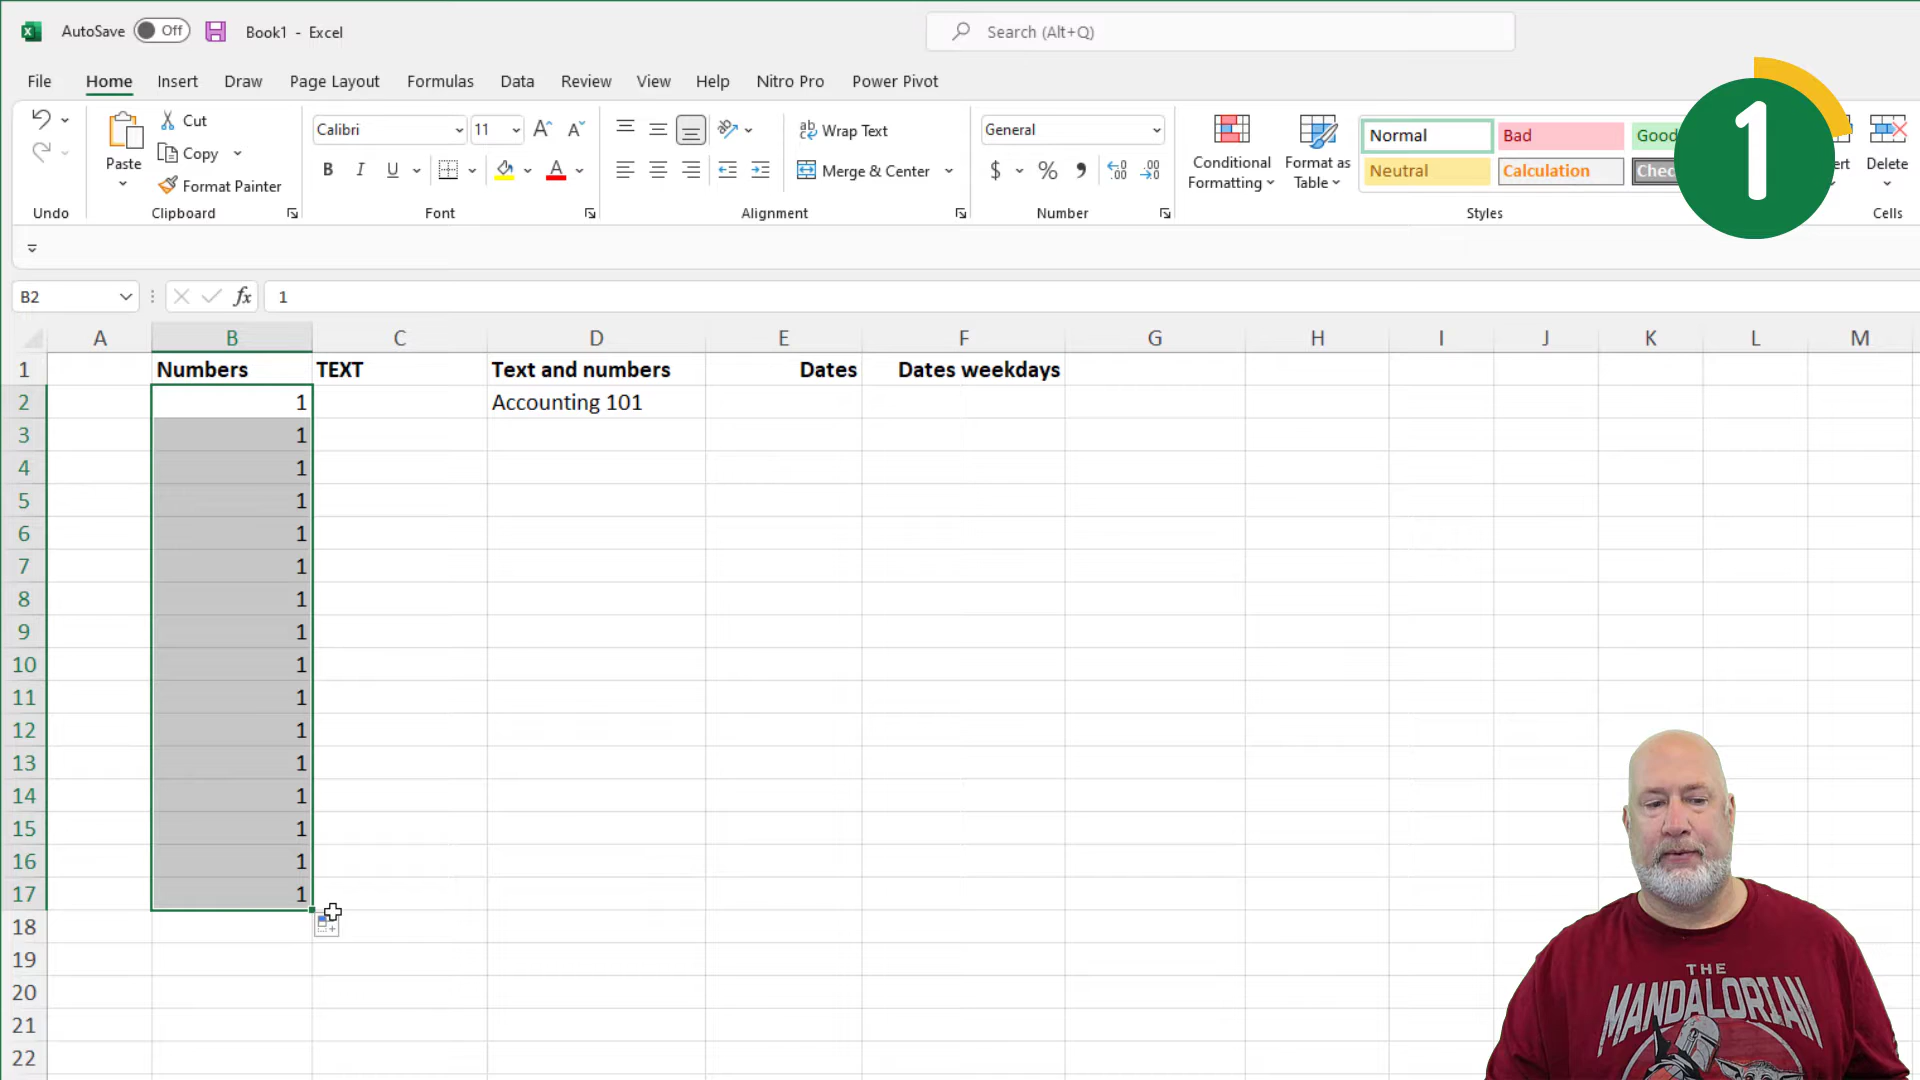 AutoSave Off Book1 - Excel Search (Alt+Q)
File Home Insert Draw Page Layout Formulas Data Review View Help Nitro Pro Power Pivot
Paste
Cut
Copy
Format Painter
Calibri 11
B I U A
ab Wrap Text
Merge & Center
General
$ % 9
Conditional Formatting
Format as Table
Normal Bad Good
Neutral Calculation
Delete
1
Undo Clipboard Font Alignment Number Styles Cells
B2 fx 1
A B C D E F G H I J K L M
1 Numbers TEXT Text and numbers Dates Dates weekdays
2 1 Accounting 101
3 1
4 1
5 1
6 1
7 1
8 1
9 1
10 1
11 1
12 1
13 1
14 1
15 1
16 1
17 1
18
19
20
21
22
THE
MANDALORIAN